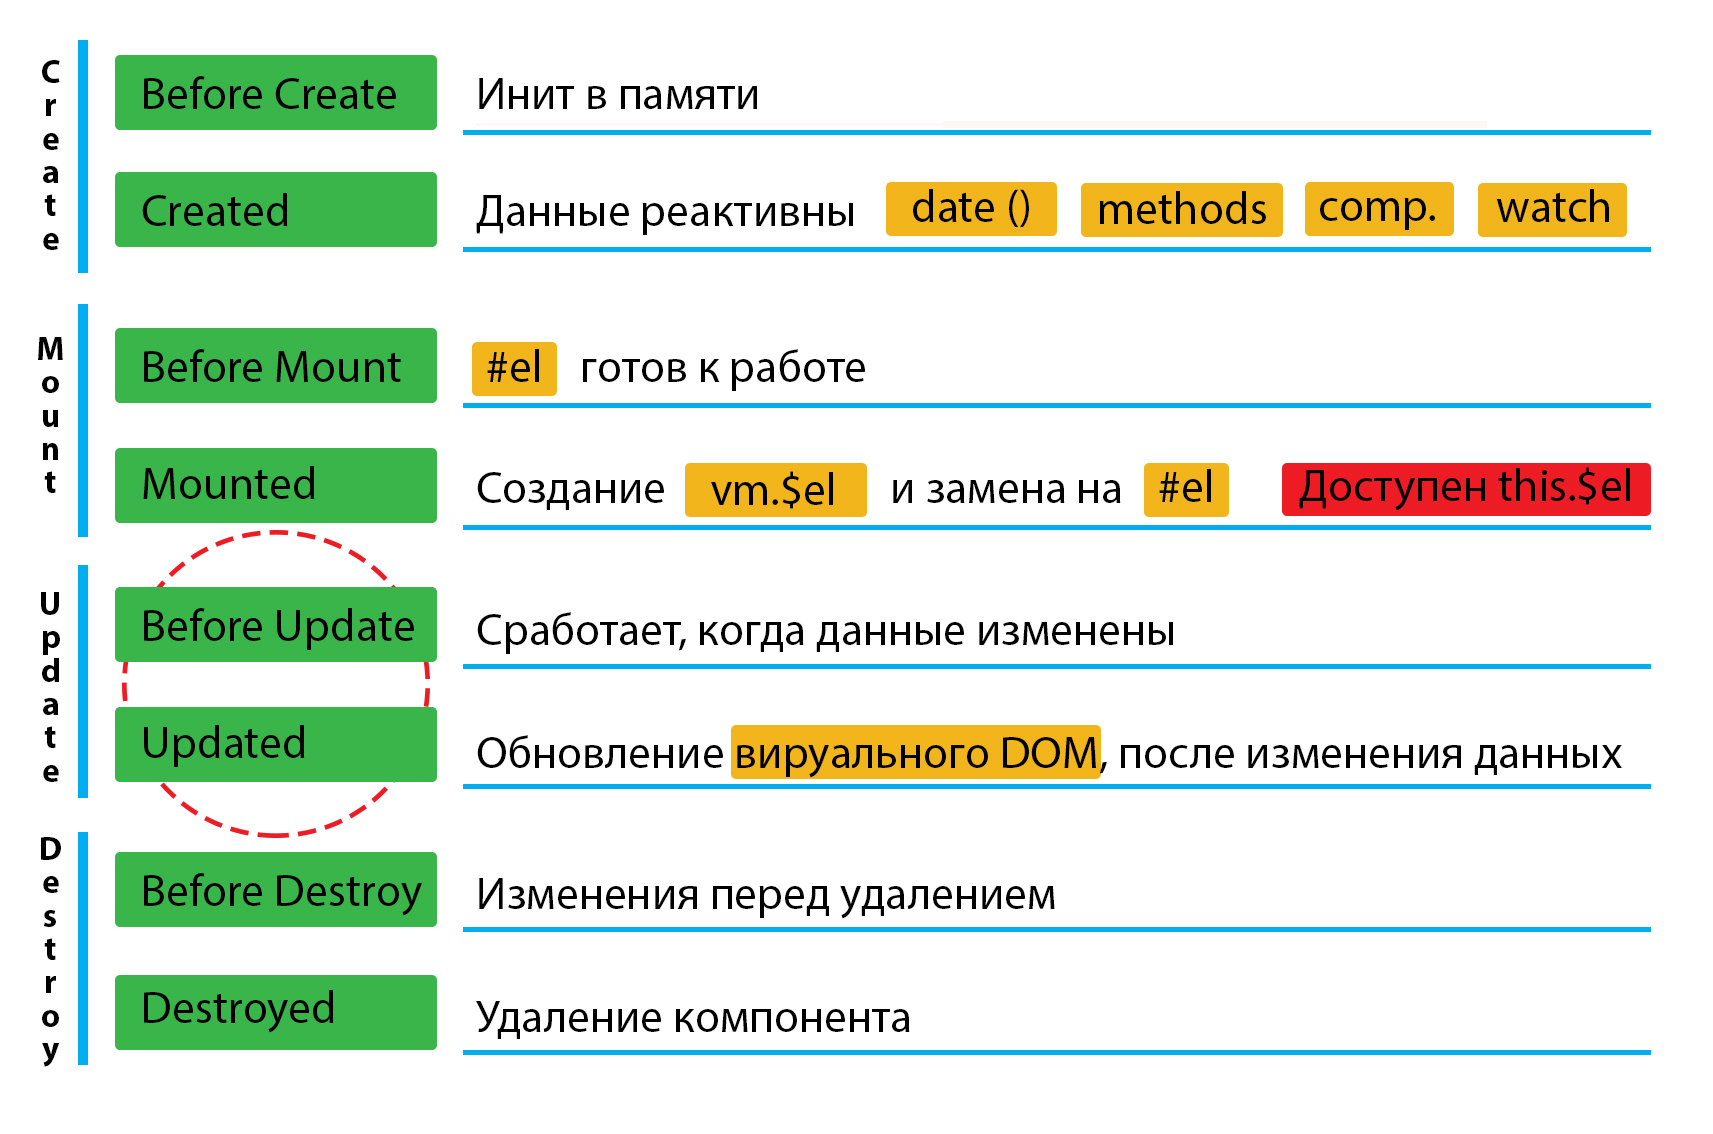 Create
Before Create Инит в памяти
Created Данные реактивны date () methods comp. watch
Mount
Before Mount #el готов к работе
Mounted Создание vm.$el и замена на #el Доступен this.$el
Update
Before Update Сработает, когда данные изменены
Updated Обновление вируального DOM, после изменения данных
Destroy
Before Destroy Изменения перед удалением
Destroyed Удаление компонента